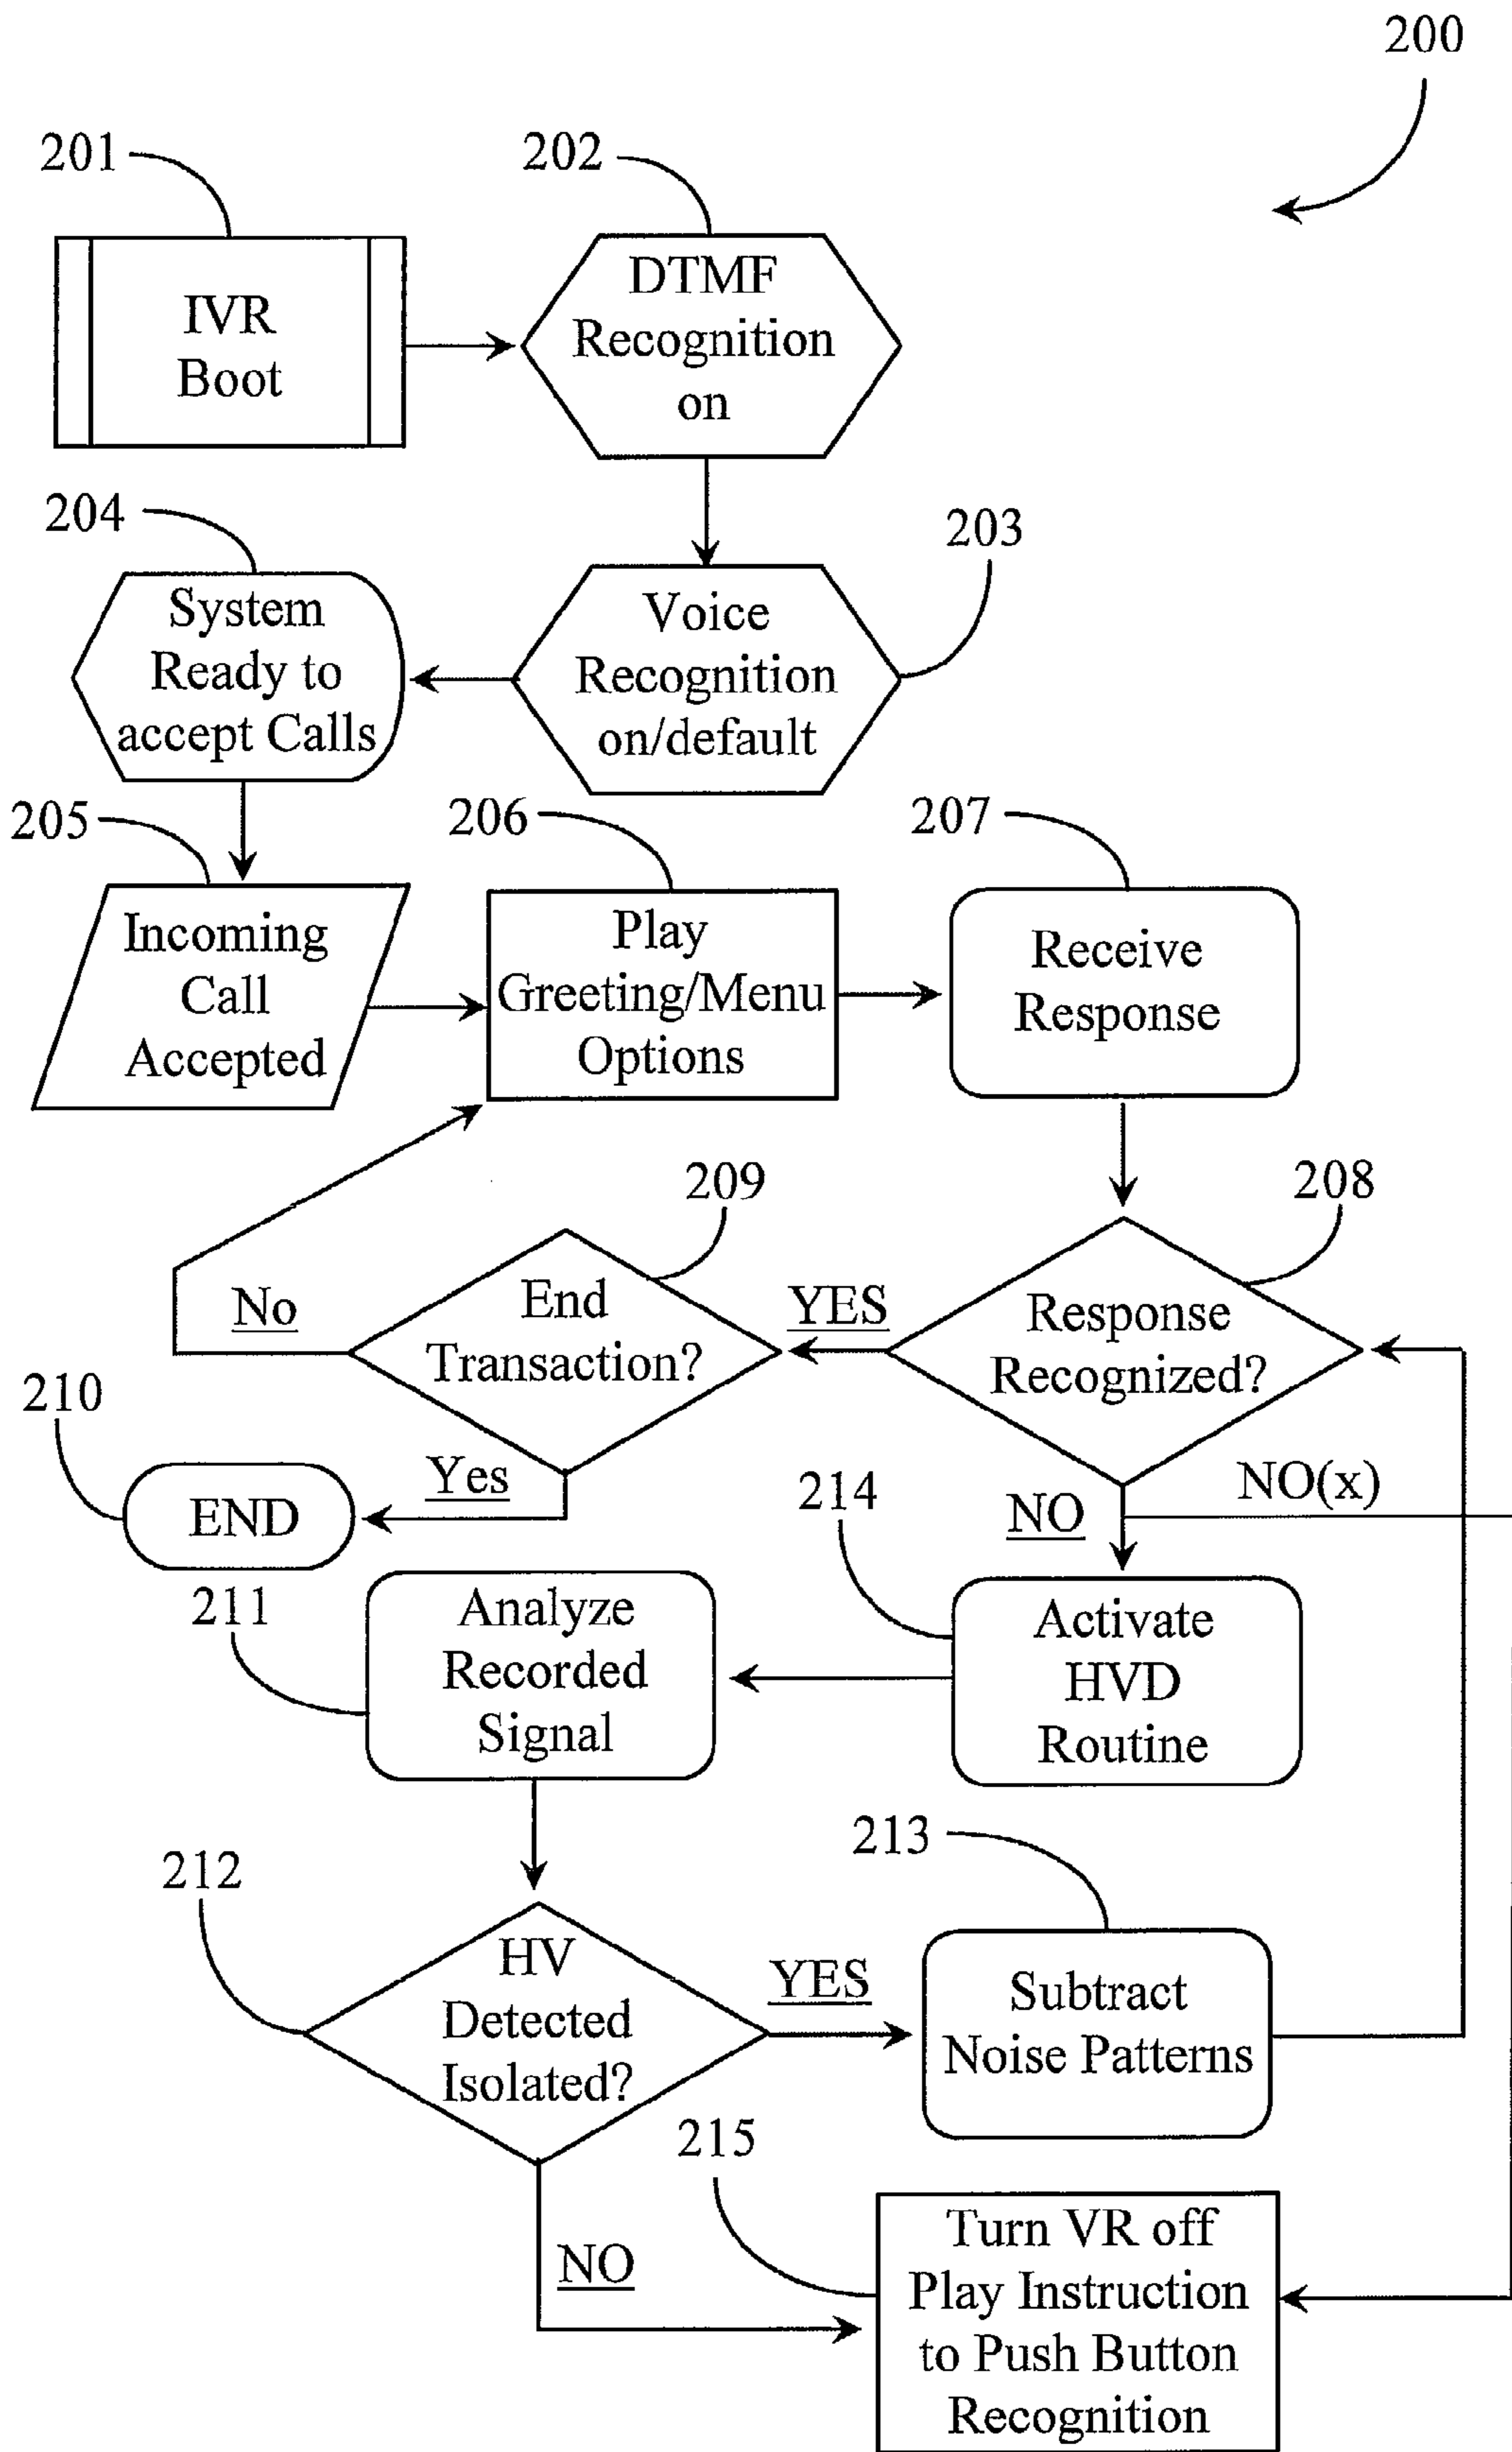 200
201
202
IVR
Boot
DTMF
Recognition
on
204
203
System
Ready to
accept Calls
Voice
Recognition
on/default
205
206
207
Incoming
Call
Accepted
Play
Greeting/Menu
Options
Receive
Response
209
208
No
End
Transaction?
YES
Response
Recognized?
210
Yes
END
214
NO
NO(x)
211
Analyze
Recorded
Signal
Activate
HVD
Routine
212
213
HV
Detected
Isolated?
YES
Subtract
Noise Patterns
215
NO
Turn VR off
Play Instruction
to Push Button
Recognition